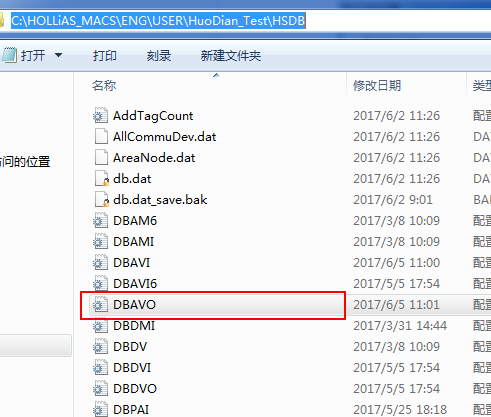 C:\HOLLiAS_MACS\ENG\USER\HuoDian_Test\HSDB
打开 打印 刻录 新建文件夹
名称 修改日期 类型
AddTagCount 2017/6/2 11:26 配置
AllCommuDev.dat 2017/6/2 11:26 DA
问的位置
AreaNode.dat 2017/6/2 11:26 DA
db.dat 2017/6/2 11:26 DA
db.dat_save.bak 2017/6/2 9:01 BA
DBAM6 2017/3/8 10:09 配置
DBAMI 2017/3/8 10:09 配置
DBAVI 2017/6/5 11:00 配置
DBAVI6 2017/5/5 17:54 配置
DBAVO 2017/6/5 11:01 配置
DBDMI 2017/3/31 14:44 配置
DBDV 2017/3/8 10:09 配置
DBDVI 2017/5/5 17:54 配置
DBDVO 2017/5/5 17:54 配置
DBPAI 2017/5/25 18:18 配置